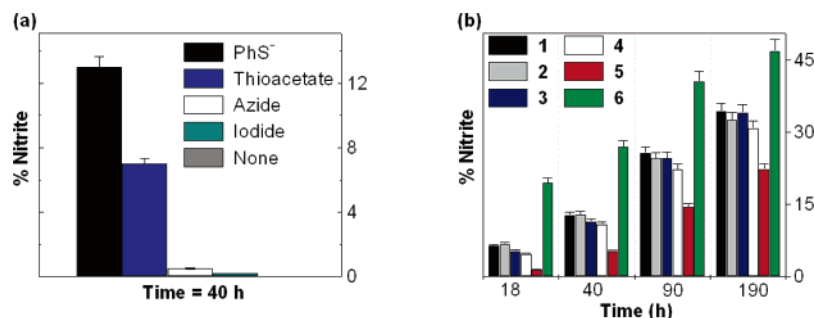 (a)
% Nitrite
PhS⁻
Thioacetate
Azide
Iodide
None
12
8
4
0
Time = 40 h
(b)
% Nitrite
1
2
3
4
5
6
45
30
15
0
18 40 90 190
Time (h)